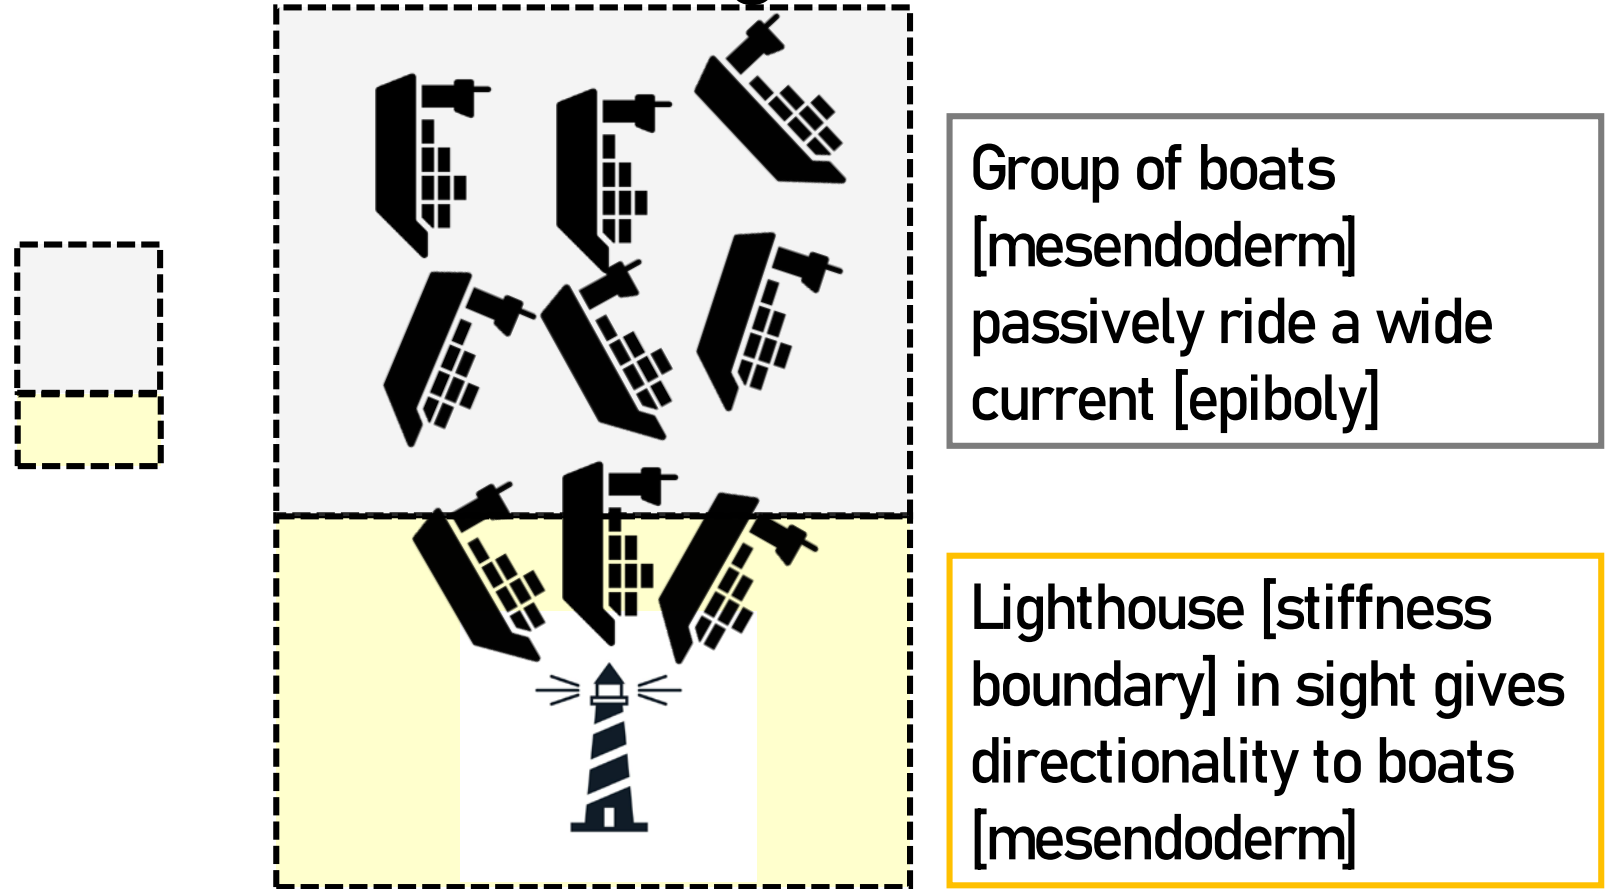 Group of boats
[mesendoderm]
passively ride a wide
current [epiboly]
Lighthouse [stiffness
boundary] in sight gives
directionality to boats
[mesendoderm]